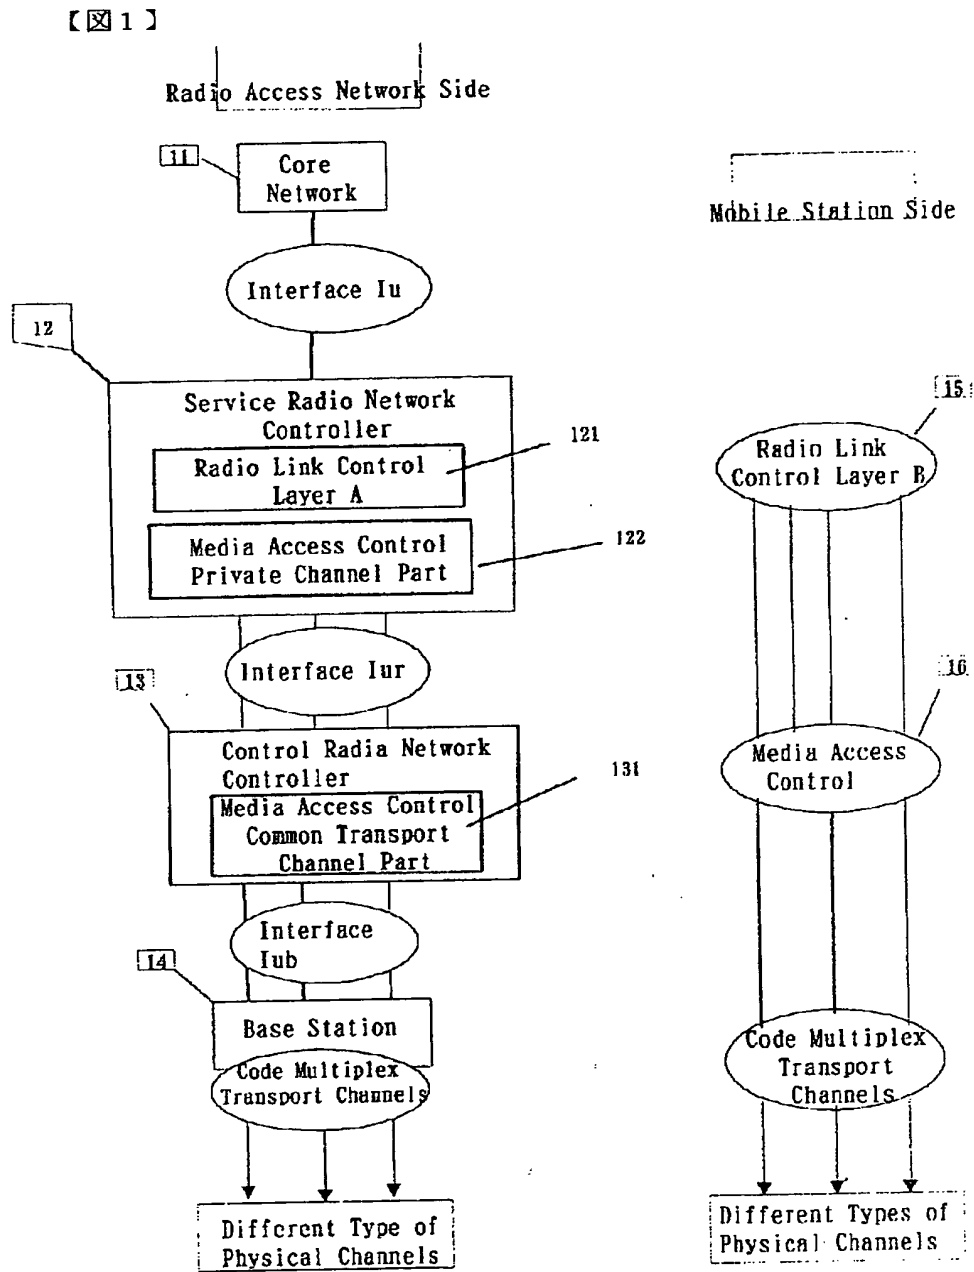 【図1】
Radio Access Network Side
11
Core
Network
Mobile Station Side
Interface Iu
12
Service Radio Network
Controller
121
Radio Link Control
Layer A
Media Access Control
Private Channel Part
122
15
Radio Link
Control Layer B
Interface Iur
13
16
Control Radia Network
Controller
131
Media Access Control
Common Transport
Channel Part
Media Access
Control
Interface
Iub
14
Base Station
Code Multiplex
Transport Channels
Code Multiplex
Transport
Channels
Different Type of
Physical Channels
Different Types of
Physical Channels